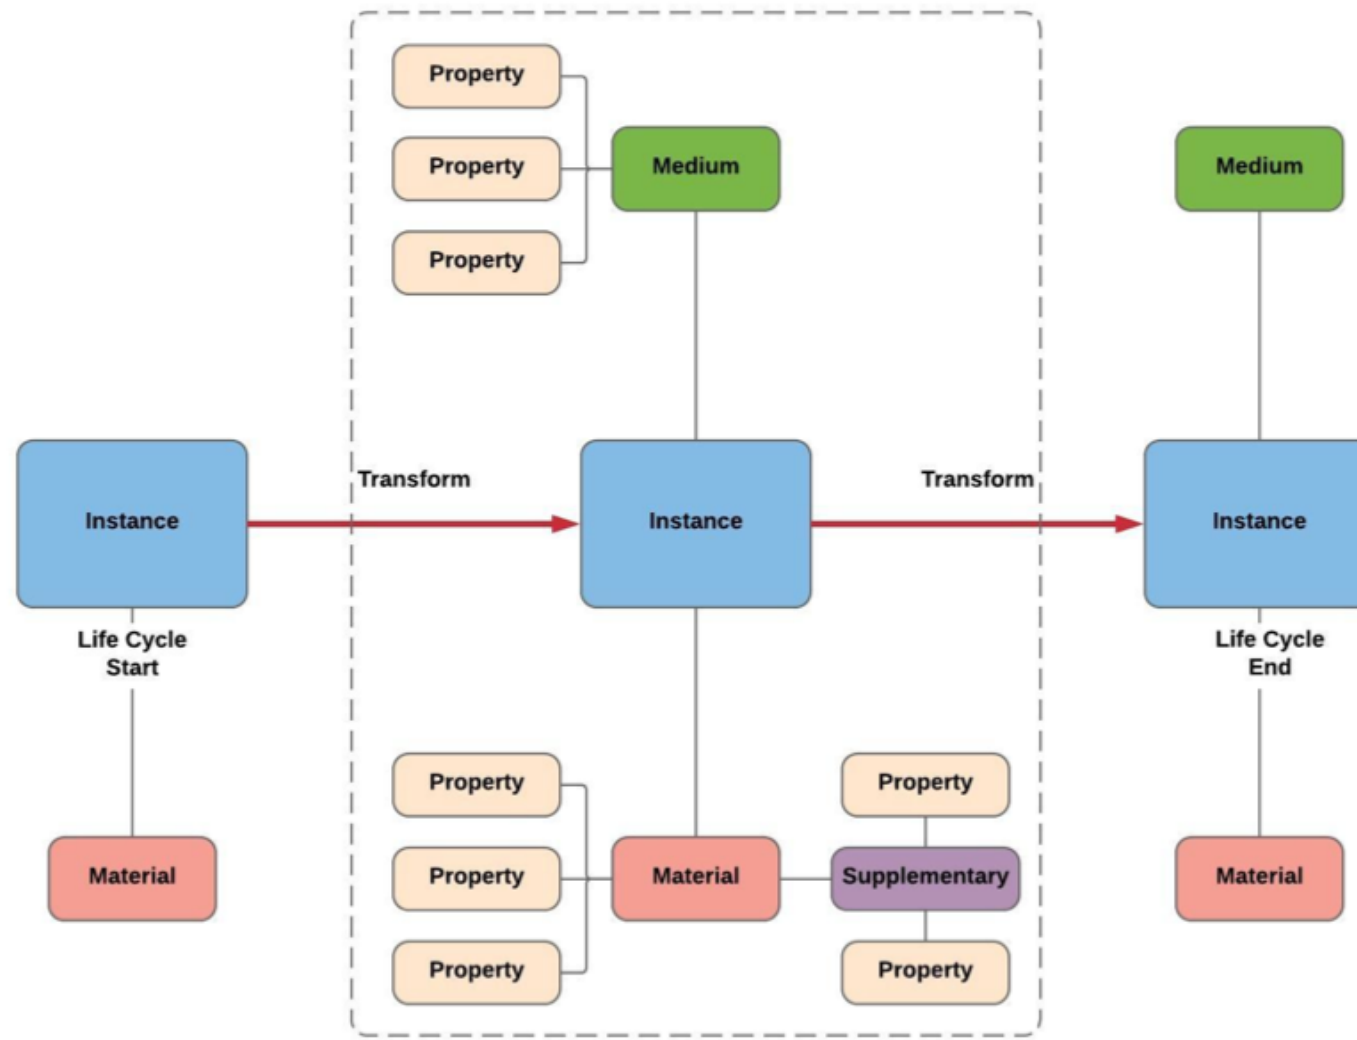 Property
Property
Medium
Medium
Property
Transform
Transform
Instance
Instance
Instance
Life Cycle
Start
Life Cycle
End
Property
Property
Material
Property
Material
Supplementary
Material
Property
Property